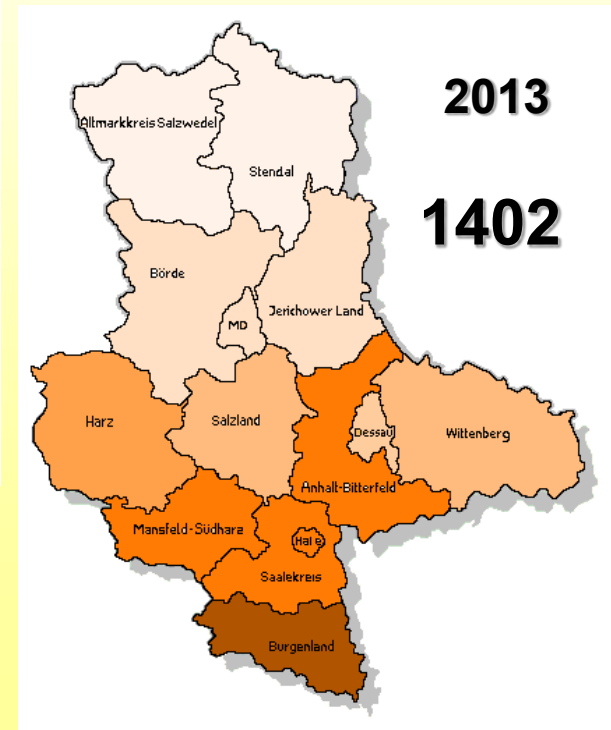 2013
Altmarkkreis Salzwedel
Stendal
1402
Börde
Jerichower Land
MD
Harz
Salzland
Dessau
Wittenberg
Anhalt-Bitterfeld
Mansfeld-Südharz
Halle
Saalekreis
Burgenland